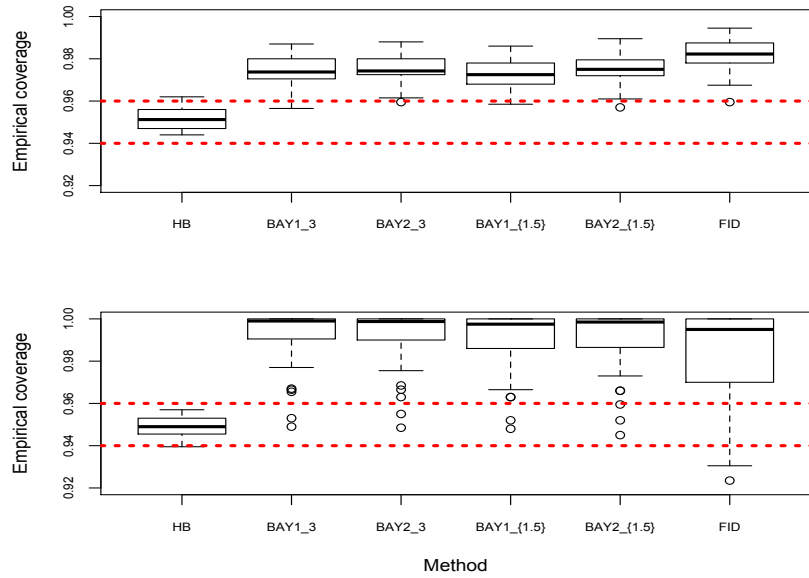 Empirical coverage
1.00
0.98
0.96
0.94
0.92
HB BAY1_3 BAY2_3 BAY1_{1.5} BAY2_{1.5} FID
Empirical coverage
1.00
0.98
0.96
0.94
0.92
HB BAY1_3 BAY2_3 BAY1_{1.5} BAY2_{1.5} FID
Method